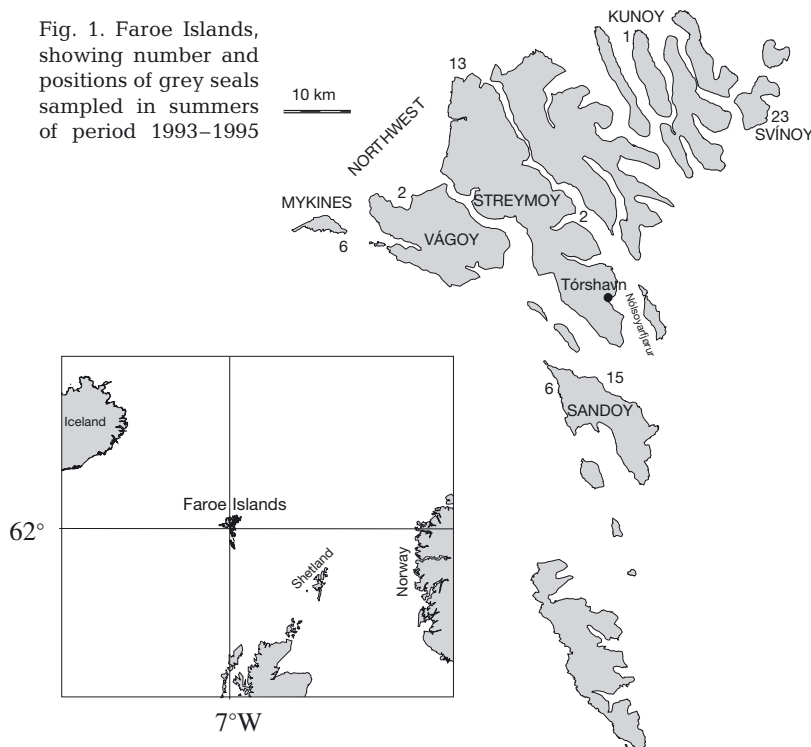 Fig. 1. Faroe Islands,
showing number and
positions of grey seals
sampled in summers
of period 1993–1995
10 km
KUNOY
1
13
23
SVÍNOY
NORTHWEST
MYKINES
6
2
VÁGOY
STREYMOY
2
Tórshavn
Nólsoyarfjørur
6
15
SANDOY
Iceland
Faroe Islands
62°
Shetland
Norway
7°W